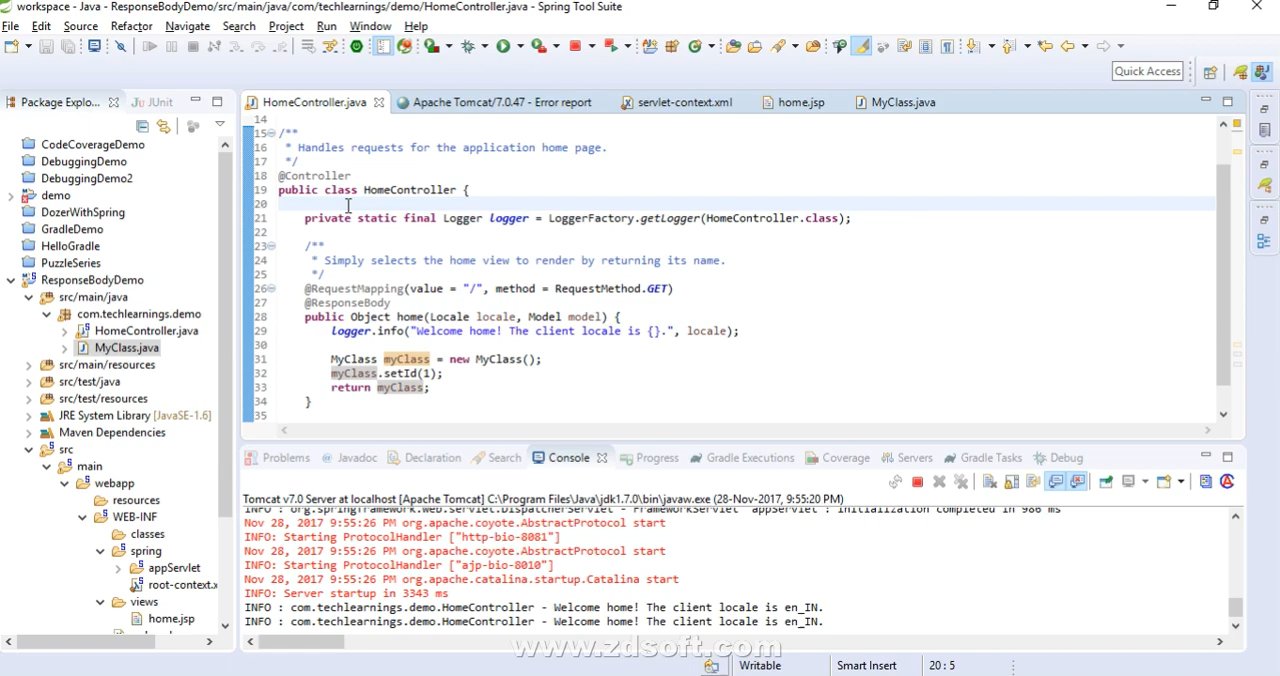 workspace - Java - ResponseBodyDemo/src/main/java/com/techlearnings/demo/HomeController.java - Spring Tool Suite
File Edit Source Refactor Navigate Search Project Run Window Help
Quick Access
Package Explo... JUnit
HomeController.java Apache Tomcat/7.0.47 - Error report servlet-context.xml home.jsp MyClass.java
CodeCoverageDemo
DebuggingDemo
DebuggingDemo2
demo
DozerWithSpring
GradleDemo
HelloGradle
PuzzleSeries
ResponseBodyDemo
src/main/java
com.techlearnings.demo
HomeController.java
MyClass.java
src/main/resources
src/test/java
src/test/resources
JRE System Library [JavaSE-1.6]
Maven Dependencies
src
main
webapp
resources
WEB-INF
classes
spring
appServlet
root-context.x
views
home.jsp
14
15 /**
16 * Handles requests for the application home page.
17 */
18 @Controller
19 public class HomeController {
20
21 private static final Logger logger = LoggerFactory.getLogger(HomeController.class);
22
23 /**
24 * Simply selects the home view to render by returning its name.
25 */
26 @RequestMapping(value = "/", method = RequestMethod.GET)
27 @ResponseBody
28 public Object home(Locale locale, Model model) {
29 logger.info("Welcome home! The client locale is {}.", locale);
30
31 MyClass myClass = new MyClass();
32 myClass.setId(1);
33 return myClass;
34 }
35
Problems Javadoc Declaration Search Console Progress Gradle Executions Coverage Servers Gradle Tasks Debug
Tomcat v7.0 Server at localhost [Apache Tomcat] C:\Program Files\Java\jdk1.7.0\bin\javaw.exe (28-Nov-2017, 9:55:20 PM)
INFO : org.springframework.web.servlet.DispatcherServlet - FrameworkServlet 'appServlet': initialization completed in 986 ms
Nov 28, 2017 9:55:26 PM org.apache.coyote.AbstractProtocol start
INFO: Starting ProtocolHandler ["http-bio-8081"]
Nov 28, 2017 9:55:26 PM org.apache.coyote.AbstractProtocol start
INFO: Starting ProtocolHandler ["ajp-bio-8010"]
Nov 28, 2017 9:55:26 PM org.apache.catalina.startup.Catalina start
INFO: Server startup in 3343 ms
INFO : com.techlearnings.demo.HomeController - Welcome home! The client locale is en_IN.
INFO : com.techlearnings.demo.HomeController - Welcome home! The client locale is en_IN.
www.zdsoft.com
Writable Smart Insert 20 : 5